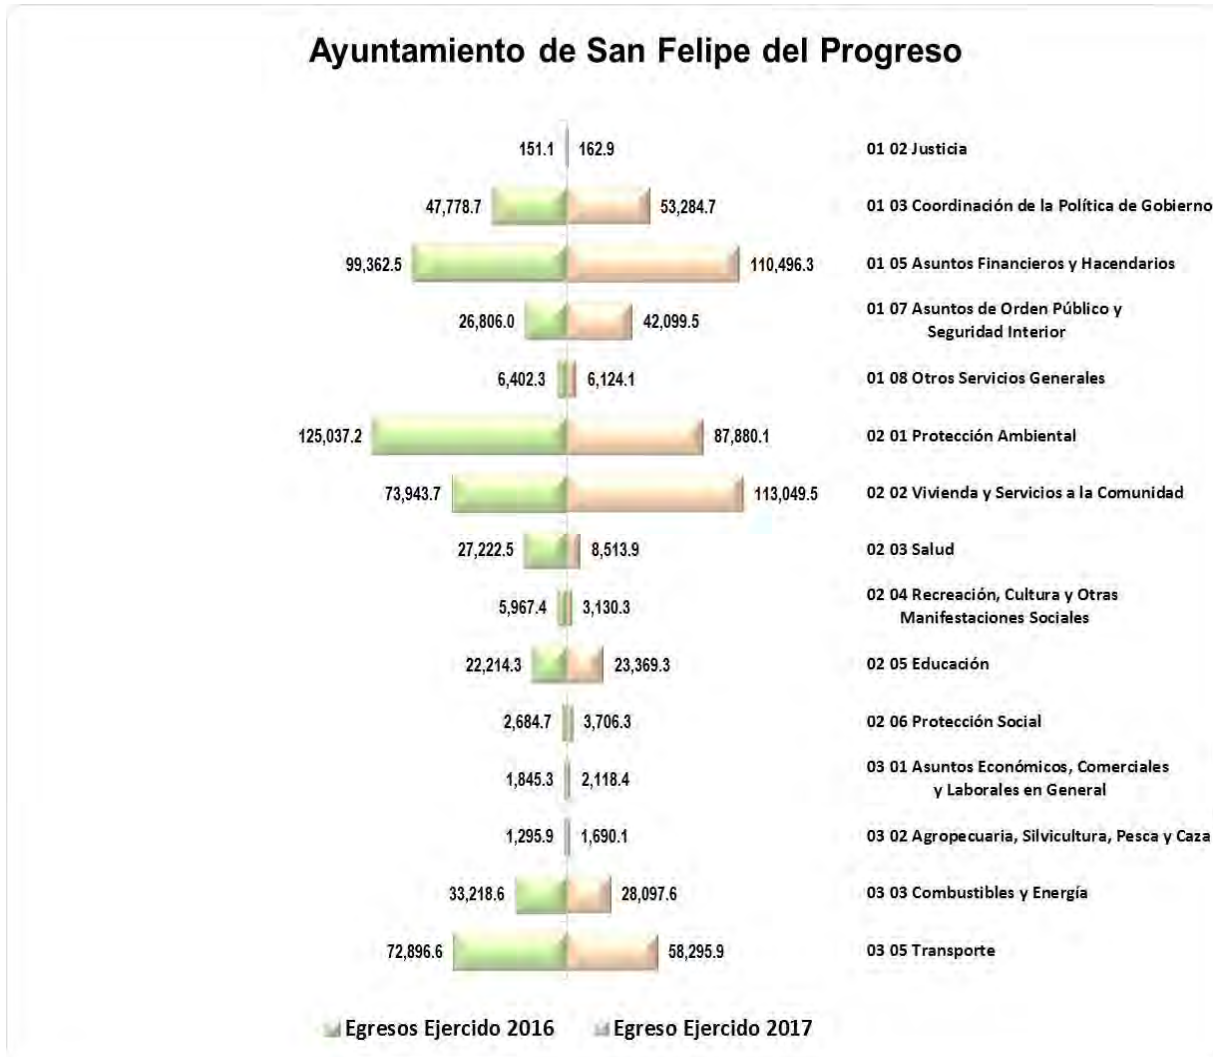 Ayuntamiento de San Felipe del Progreso
151.1 162.9 01 02 Justicia
47,778.7 53,284.7 01 03 Coordinación de la Política de Gobierno
99,362.5 110,496.3 01 05 Asuntos Financieros y Hacendarios
26,806.0 42,099.5 01 07 Asuntos de Orden Público y
Seguridad Interior
6,402.3 6,124.1 01 08 Otros Servicios Generales
125,037.2 87,880.1 02 01 Protección Ambiental
73,943.7 113,049.5 02 02 Vivienda y Servicios a la Comunidad
27,222.5 8,513.9 02 03 Salud
5,967.4 3,130.3 02 04 Recreación, Cultura y Otras
Manifestaciones Sociales
22,214.3 23,369.3 02 05 Educación
2,684.7 3,706.3 02 06 Protección Social
1,845.3 2,118.4 03 01 Asuntos Económicos, Comerciales
y Laborales en General
1,295.9 1,690.1 03 02 Agropecuaria, Silvicultura, Pesca y Caza
33,218.6 28,097.6 03 03 Combustibles y Energía
72,896.6 58,295.9 03 05 Transporte
Egresos Ejercido 2016 Egreso Ejercido 2017